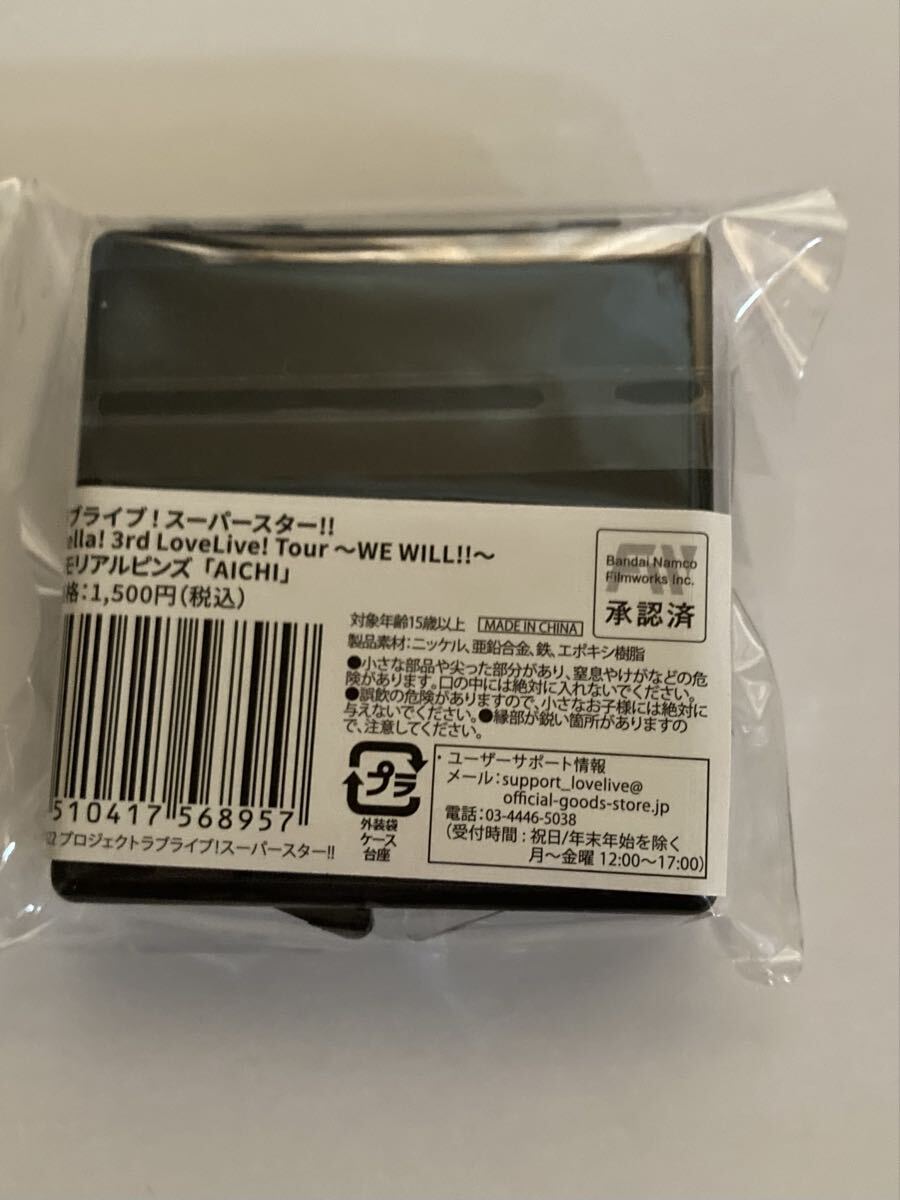 ブライブ！スーパースター!!
ella! 3rd LoveLive! Tour ～WE WILL!!～
モリアルピンズ「AICHI」
格：1,500円（税込）
Bandai Namco
Filmworks Inc.
承認済
対象年齢15歳以上 MADE IN CHINA
製品素材：ニッケル、亜鉛合金、鉄、エポキシ樹脂
●小さな部品や尖った部分があり、窒息やけがなどの危
険があります。口の中には絶対に入れないでください。
●誤飲の危険がありますので、小さなお子様には絶対に
与えないでください。●縁部が鋭い箇所がありますの
で、注意してください。
510417 568957
プラ
外装袋
ケース
台座
・ユーザーサポート情報
メール：support_lovelive@
official-goods-store.jp
電話：03-4446-5038
（受付時間：祝日/年末年始を除く
月～金曜 12:00～17:00）
22 プロジェクトラブライブ！スーパースター!!